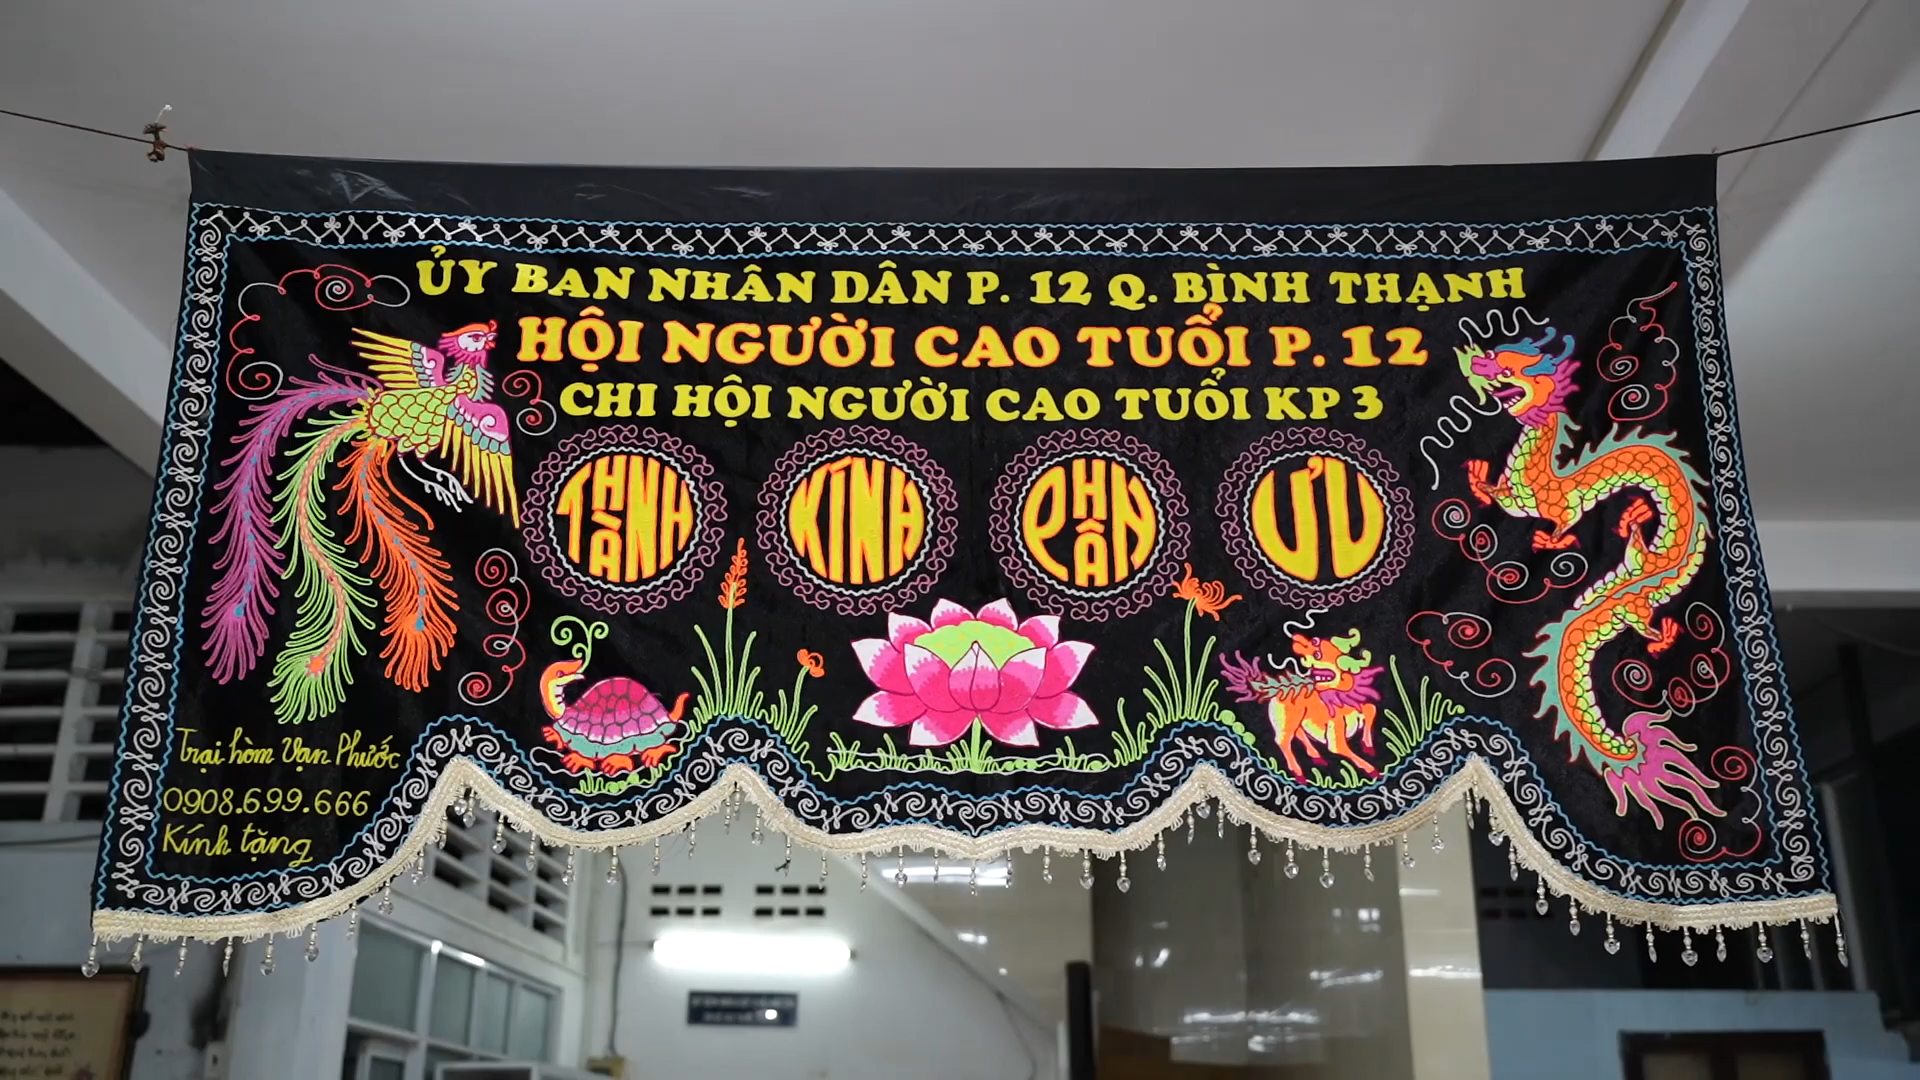 ỦY BAN NHÂN DÂN P. 12 Q. BÌNH THẠNH
HỘI NGƯỜI CAO TUỔI P. 12
CHI HỘI NGƯỜI CAO TUỔI KP 3
THÀNH KÍNH PHÂN ƯU
Trại hòm Vạn Phước
0908.699.666
Kính tặng